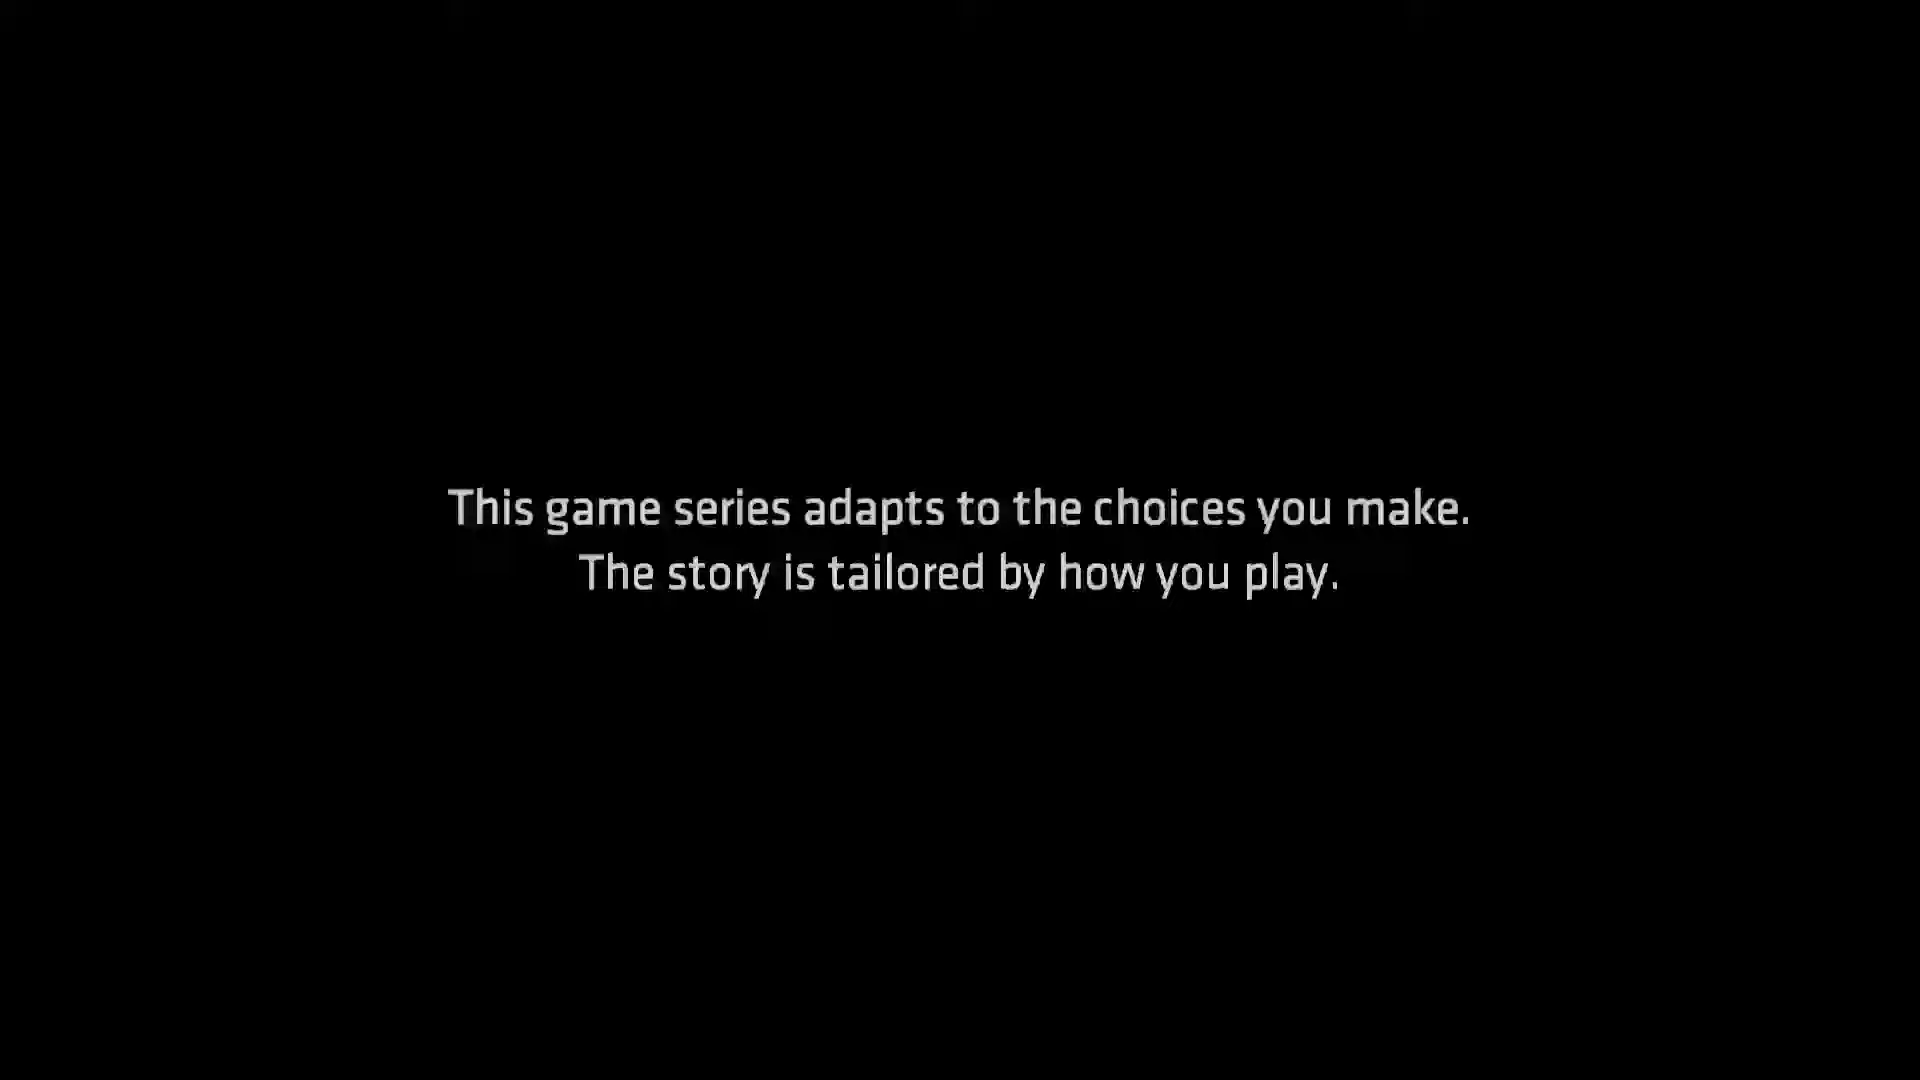 This game series adapts to the choices you make.
The story is tailored by how you play.